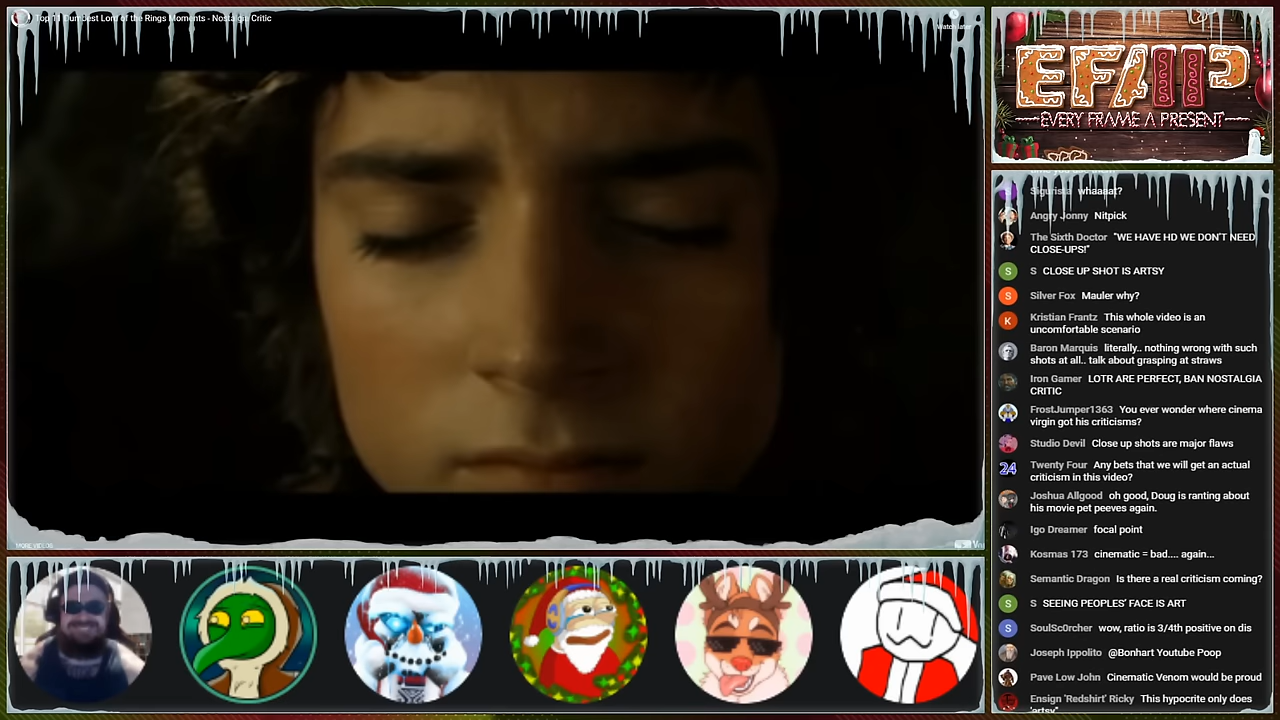 Top 11 Dumbest Lord of the Rings Moments - Nostalgia Critic
Watch later
EFAP
EVERY FRAME A PRESENT
Sigurista whaaaat?
Angry Jonny Nitpick
The Sixth Doctor "WE HAVE HD WE DON'T NEED
CLOSE-UPS!"
S S CLOSE UP SHOT IS ARTSY
S Silver Fox Mauler why?
K Kristian Frantz This whole video is an
uncomfortable scenario
Baron Marquis literally.. nothing wrong with such
shots at all.. talk about grasping at straws
Iron Gamer LOTR ARE PERFECT, BAN NOSTALGIA
CRITIC
FrostJumper1363 You ever wonder where cinema
virgin got his criticisms?
Studio Devil Close up shots are major flaws
24 Twenty Four Any bets that we will get an actual
criticism in this video?
Joshua Allgood oh good, Doug is ranting about
his movie pet peeves again.
Igo Dreamer focal point
Kosmas 173 cinematic = bad.... again...
Semantic Dragon Is there a real criticism coming?
S S SEEING PEOPLES' FACE IS ART
S SoulSc0rcher wow, ratio is 3/4th positive on dis
Joseph Ippolito @Bonhart Youtube Poop
Pave Low John Cinematic Venom would be proud
Ensign 'Redshirt' Ricky This hypocrite only does
'artsy'
MORE VIDEOS